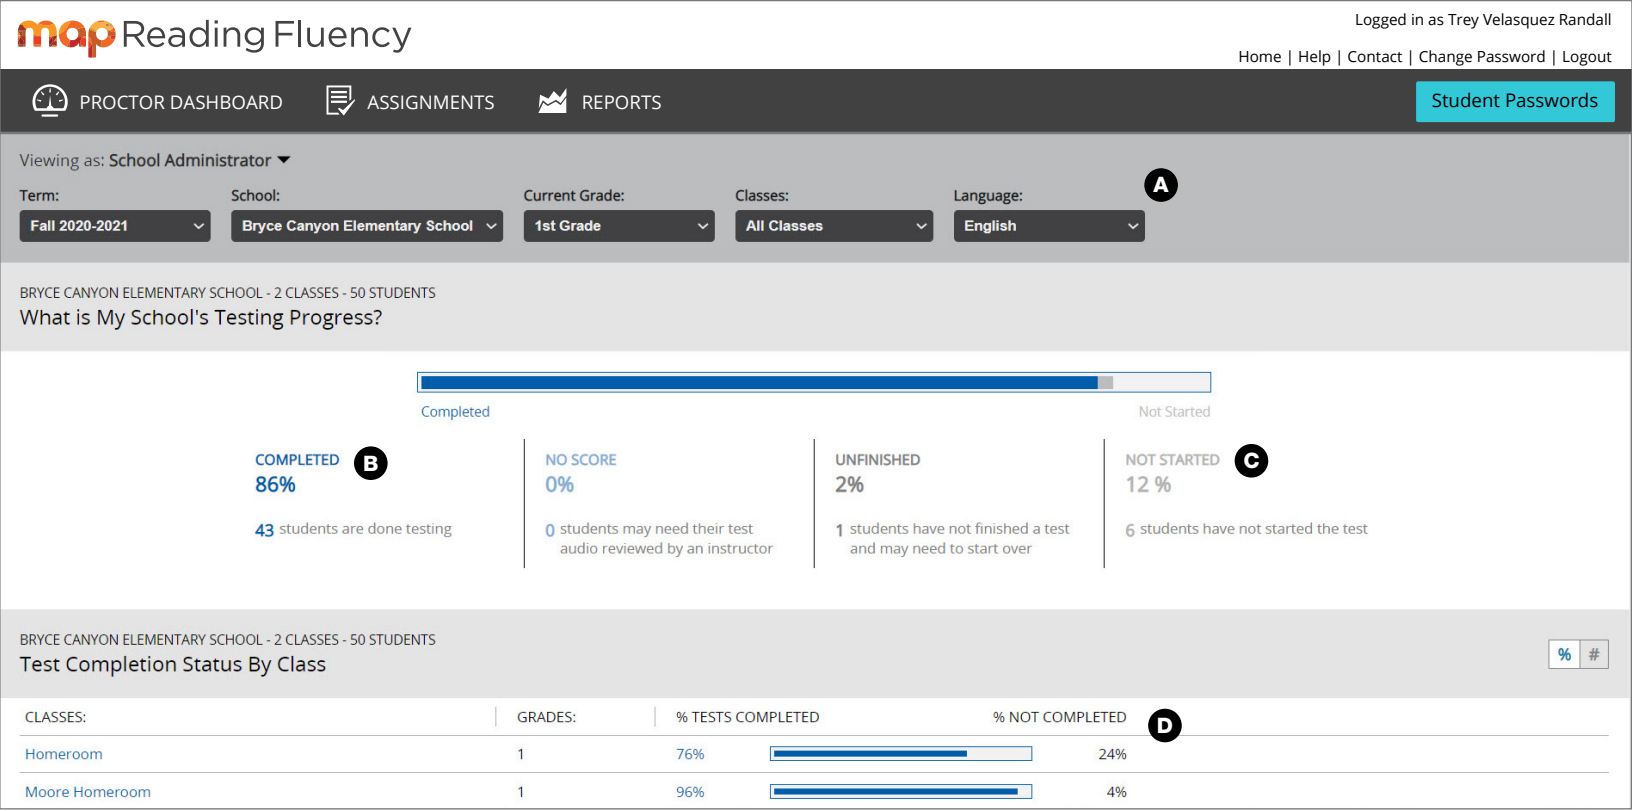 map Reading Fluency
Logged in as Trey Velasquez Randall
Home | Help | Contact | Change Password | Logout
PROCTOR DASHBOARD ASSIGNMENTS REPORTS Student Passwords
Viewing as: School Administrator
Term: School: Current Grade: Classes: Language: A
Fall 2020-2021 Bryce Canyon Elementary School 1st Grade All Classes English
BRYCE CANYON ELEMENTARY SCHOOL - 2 CLASSES - 50 STUDENTS
What is My School's Testing Progress?
Completed Not Started
COMPLETED B NO SCORE UNFINISHED NOT STARTED C
86% 0% 2% 12 %
43 students are done testing
0 students may need their test
audio reviewed by an instructor
1 students have not finished a test
and may need to start over
6 students have not started the test
BRYCE CANYON ELEMENTARY SCHOOL - 2 CLASSES - 50 STUDENTS
Test Completion Status By Class
% #
CLASSES: GRADES: % TESTS COMPLETED % NOT COMPLETED D
Homeroom 1 76% 24%
Moore Homeroom 1 96% 4%